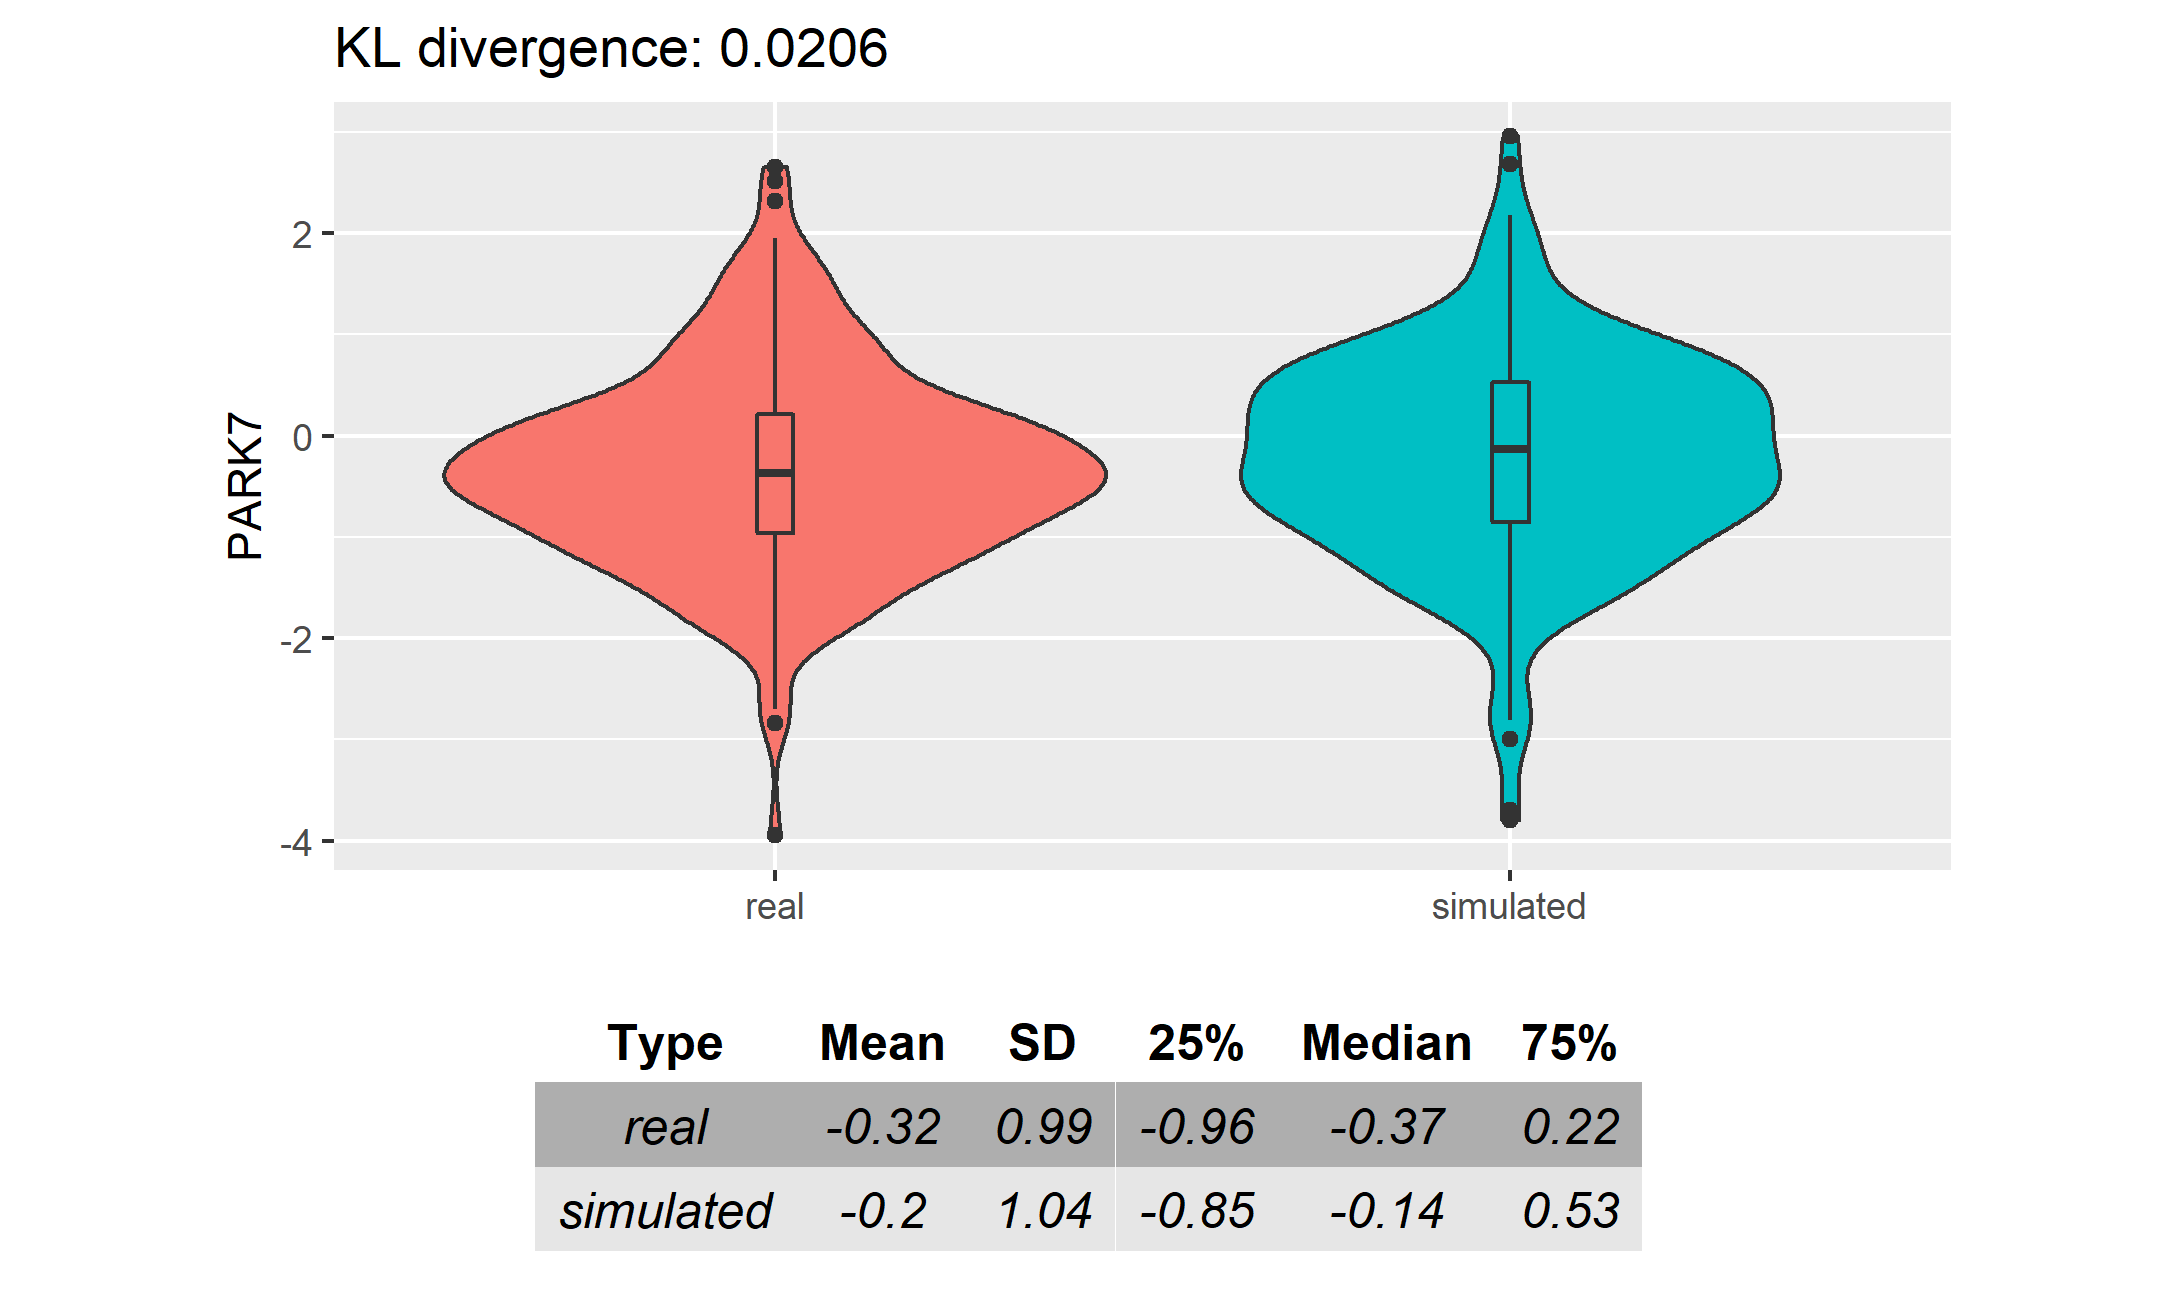 KL divergence: 0.0206
PARK7
2
0
-2
-4
real simulated
Type Mean SD 25% Median 75%
real -0.32 0.99 -0.96 -0.37 0.22
simulated -0.2 1.04 -0.85 -0.14 0.53